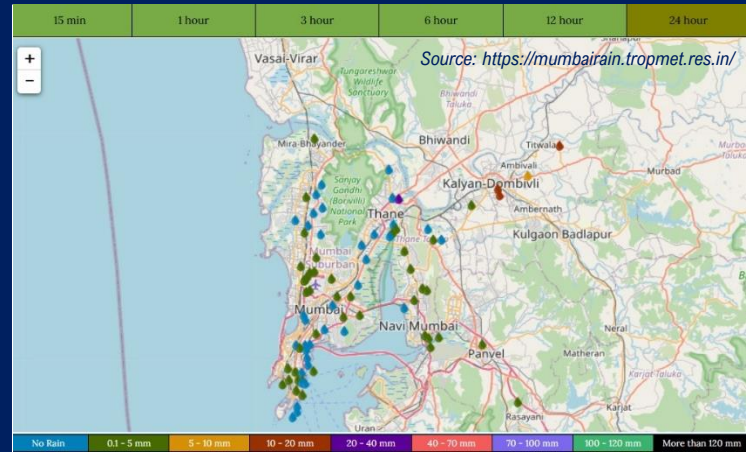 15 min 1 hour 3 hour 6 hour 12 hour 24 hour
Source: https://mumbairain.tropmet.res.in/
+
−
Vasai-Virar
Tungareshwar
Wildlife
Sanctuary
Bhiwandi
Taluka
Mira-Bhayander
Bhiwandi
Titwala
Ambivali
Murbad
Sanjay
Gandhi
(Borivli)
National
Park
Kalyan-Dombivli
Thane
Ambernath
Kulgaon Badlapur
Mumbai
Suburban
Mumbai
Navi Mumbai
Panvel
Neral
Matheran
Karjat Taluka
Karjat
Rasayani
Uran
No Rain 0.1 - 5 mm 5 - 10 mm 10 - 20 mm 20 - 40 mm 40 - 70 mm 70 - 100 mm 100 - 120 mm More than 120 mm